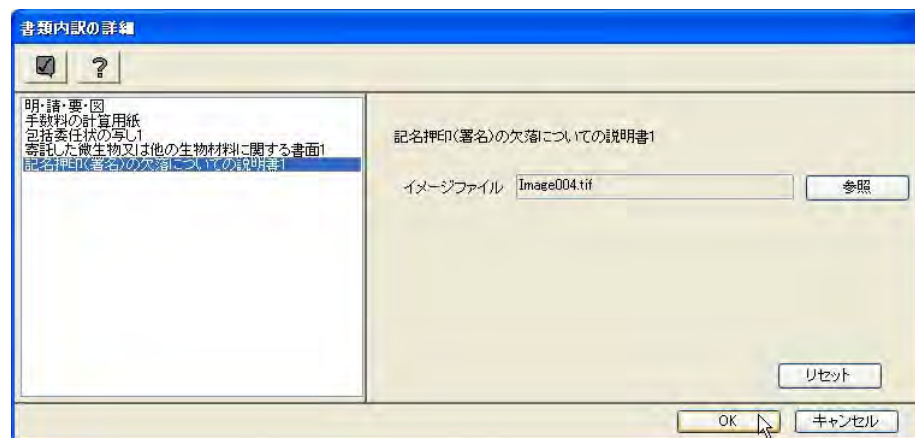 書類内訳の詳細
?
明・請・要・図
手数料の計算用紙
包括委任状の写し1
寄託した微生物又は他の生物材料に関する書面1
記名押印(署名)の欠落についての説明書1
記名押印(署名)の欠落についての説明書1
イメージファイル Image004.tif 参照
リセット
OK キャンセル